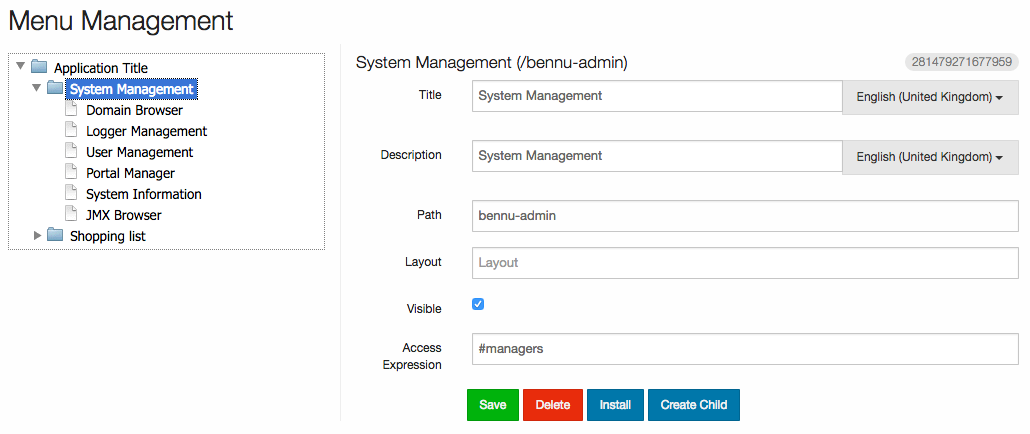 Menu Management
Application Title
System Management
Domain Browser
Logger Management
User Management
Portal Manager
System Information
JMX Browser
Shopping list
System Management (/bennu-admin)
281479271677959
Title
System Management
English (United Kingdom)
Description
System Management
English (United Kingdom)
Path
bennu-admin
Layout
Layout
Visible
Access
Expression
#managers
Save
Delete
Install
Create Child